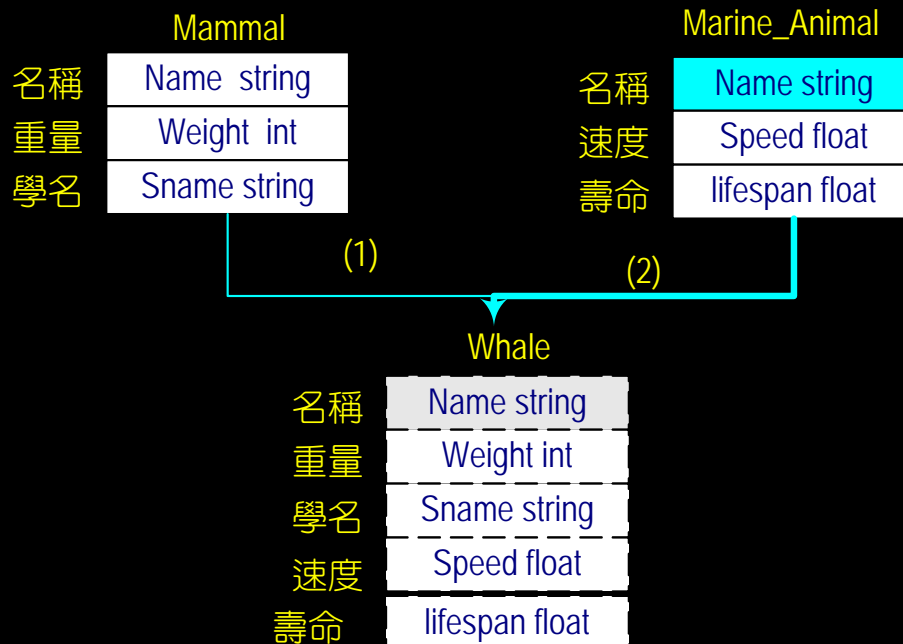 Mammal
名稱 Name string
重量 Weight int
學名 Sname string
Marine_Animal
名稱 Name string
速度 Speed float
壽命 lifespan float
(1)
(2)
Whale
名稱 Name string
重量 Weight int
學名 Sname string
速度 Speed float
壽命 lifespan float